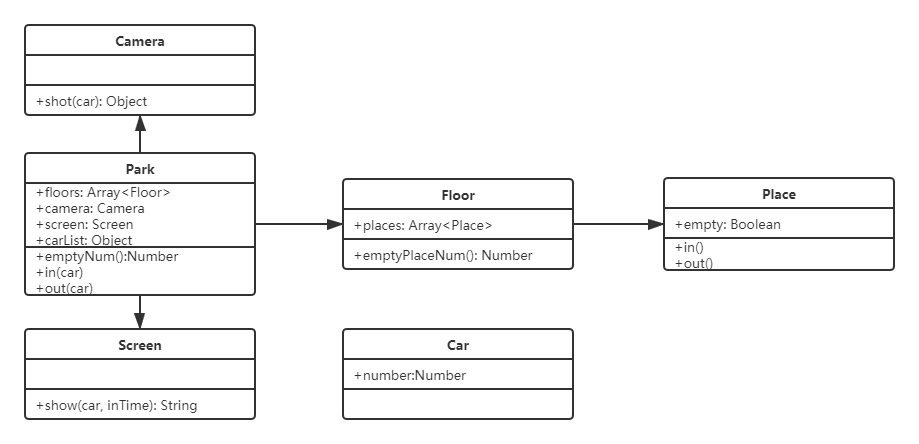 Camera
+shot(car): Object
Park
+floors: Array<Floor>
+camera: Camera
+screen: Screen
+carList: Object
+emptyNum():Number
+in(car)
+out(car)
Floor
+places: Array<Place>
+emptyPlaceNum(): Number
Place
+empty: Boolean
+in()
+out()
Screen
+show(car, inTime): String
Car
+number:Number